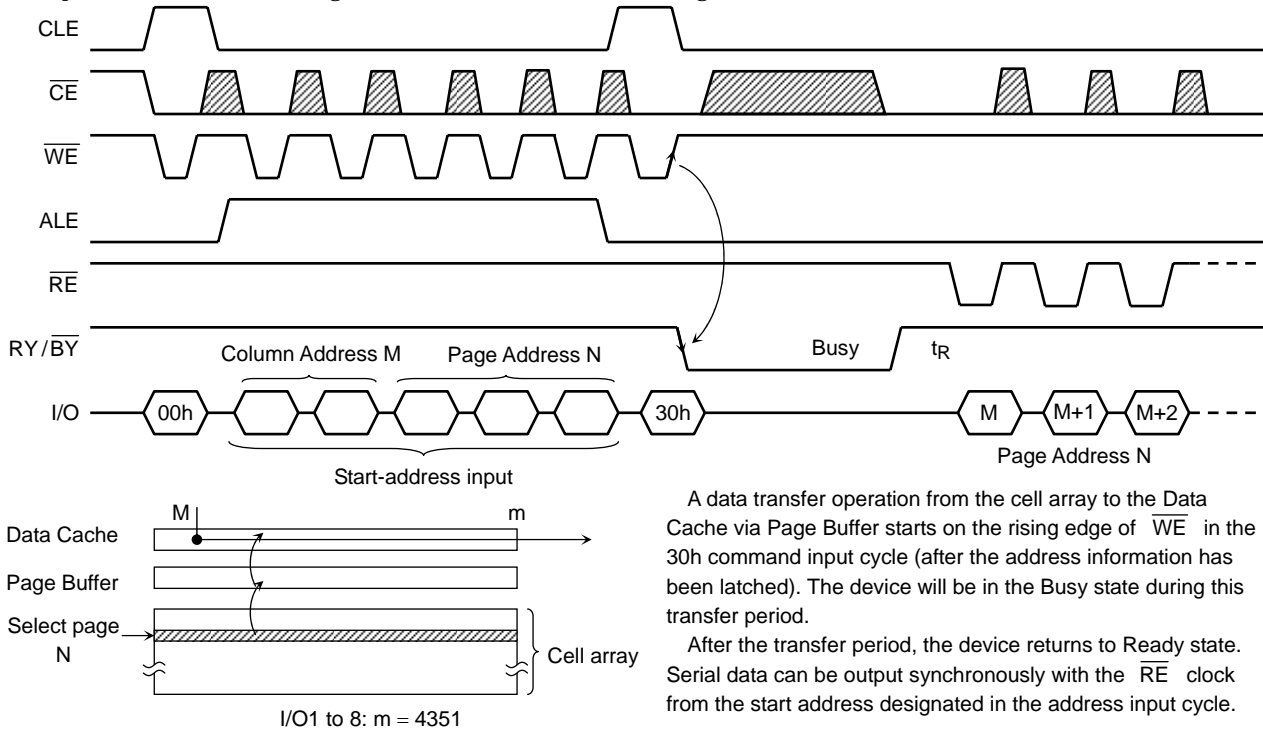 CLE
CE
WE
ALE
RE
RY/BY
Busy
tR
Column Address M
Page Address N
I/O
00h
30h
M
M+1
M+2
Start-address input
Page Address N
M
m
Data Cache
Page Buffer
Select page
N
Cell array
I/O1 to 8: m = 4351
A data transfer operation from the cell array to the Data
Cache via Page Buffer starts on the rising edge of WE in the
30h command input cycle (after the address information has
been latched). The device will be in the Busy state during this
transfer period.
After the transfer period, the device returns to Ready state.
Serial data can be output synchronously with the RE clock
from the start address designated in the address input cycle.